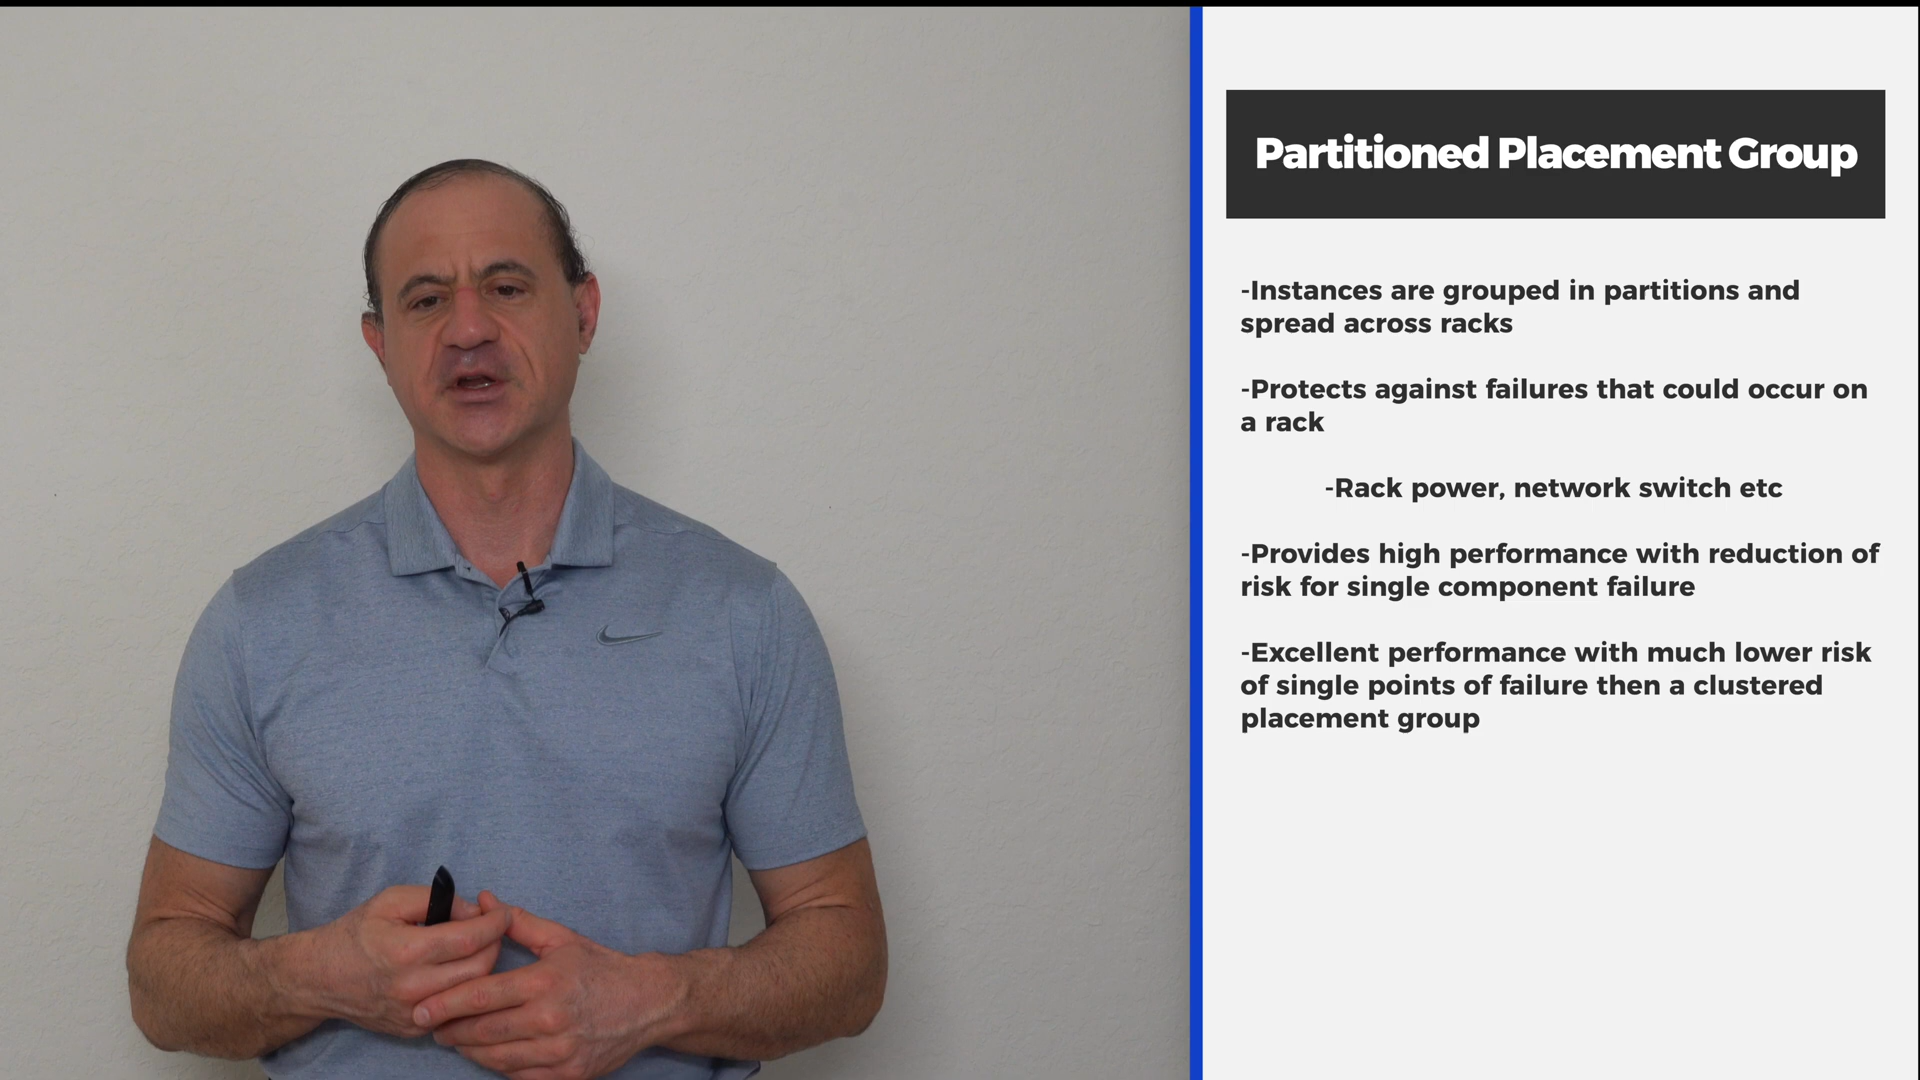 Partitioned Placement Group
-Instances are grouped in partitions and
spread across racks
-Protects against failures that could occur on
a rack
-Rack power, network switch etc
-Provides high performance with reduction of
risk for single component failure
-Excellent performance with much lower risk
of single points of failure then a clustered
placement group